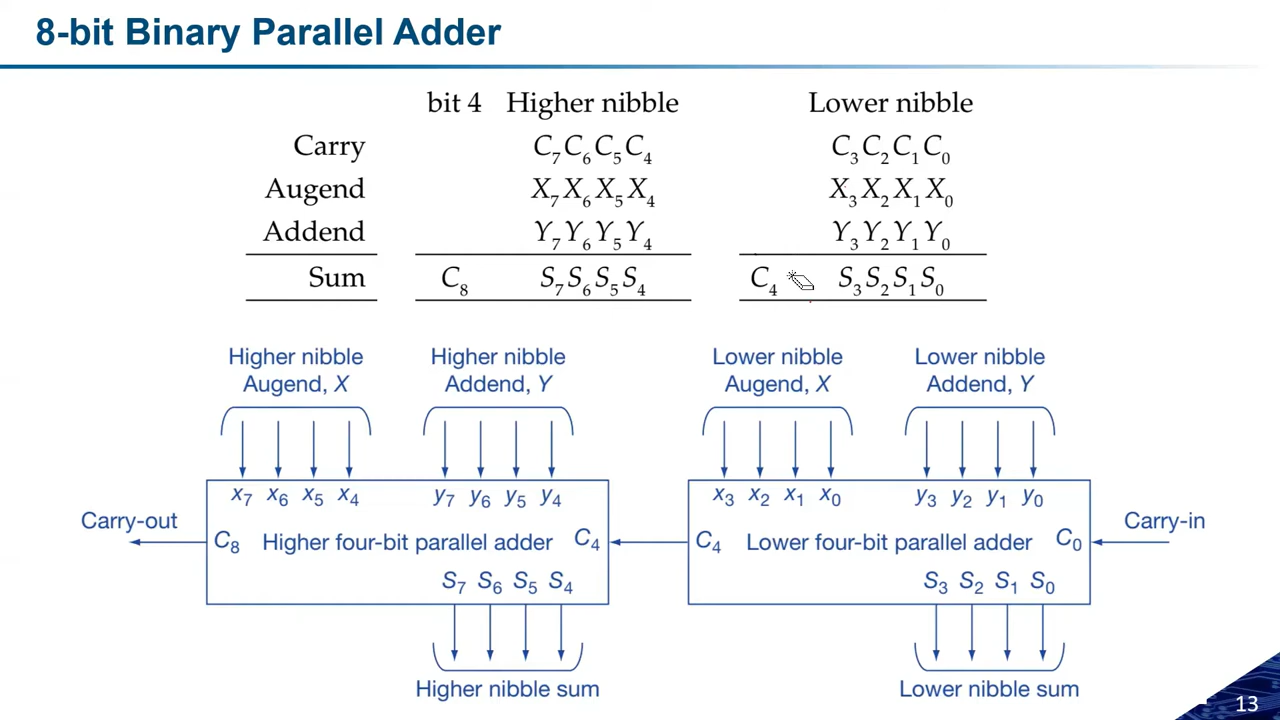 8-bit Binary Parallel Adder
bit 4 Higher nibble Lower nibble
Carry C₇C₆C₅C₄ C₃C₂C₁C₀
Augend X₇X₆X₅X₄ X₃X₂X₁X₀
Addend Y₇Y₆Y₅Y₄ Y₃Y₂Y₁Y₀
Sum C₈ S₇S₆S₅S₄ C₄ S₃S₂S₁S₀
Higher nibble Higher nibble Lower nibble Lower nibble
Augend, X Addend, Y Augend, X Addend, Y
x₇ x₆ x₅ x₄ y₇ y₆ y₅ y₄ x₃ x₂ x₁ x₀ y₃ y₂ y₁ y₀
Carry-out Carry-in
C₈ Higher four-bit parallel adder C₄ C₄ Lower four-bit parallel adder C₀
S₇ S₆ S₅ S₄ S₃ S₂ S₁ S₀
Higher nibble sum Lower nibble sum
13